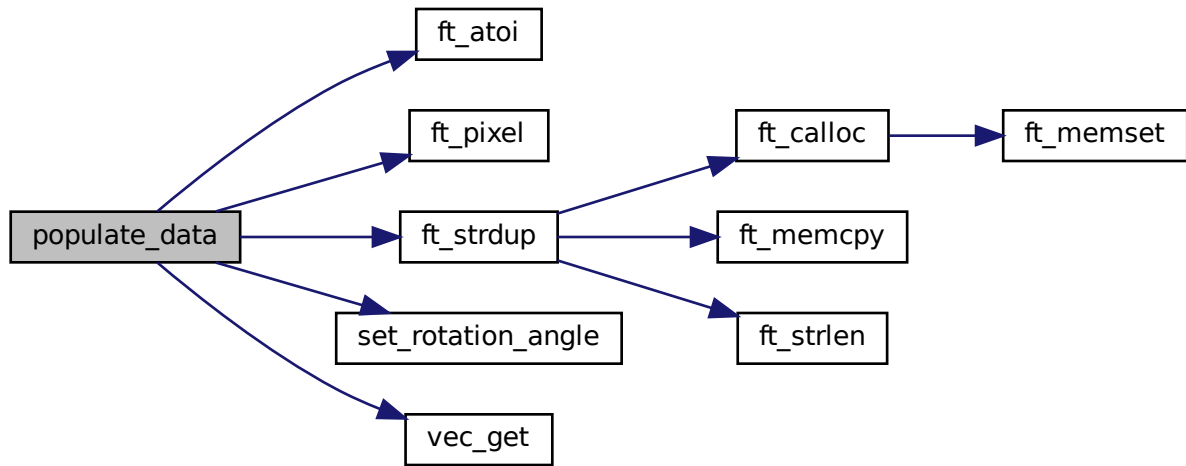 ft_atoi
ft_pixel
ft_calloc
ft_memset
populate_data
ft_strdup
ft_memcpy
set_rotation_angle
ft_strlen
vec_get